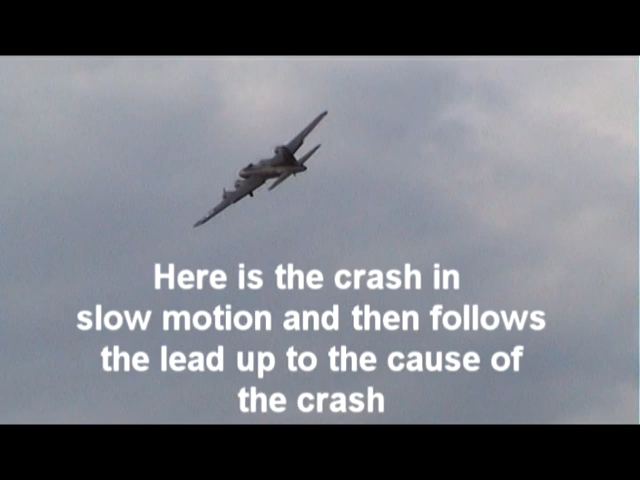 Here is the crash in
slow motion and then follows
the lead up to the cause of
the crash